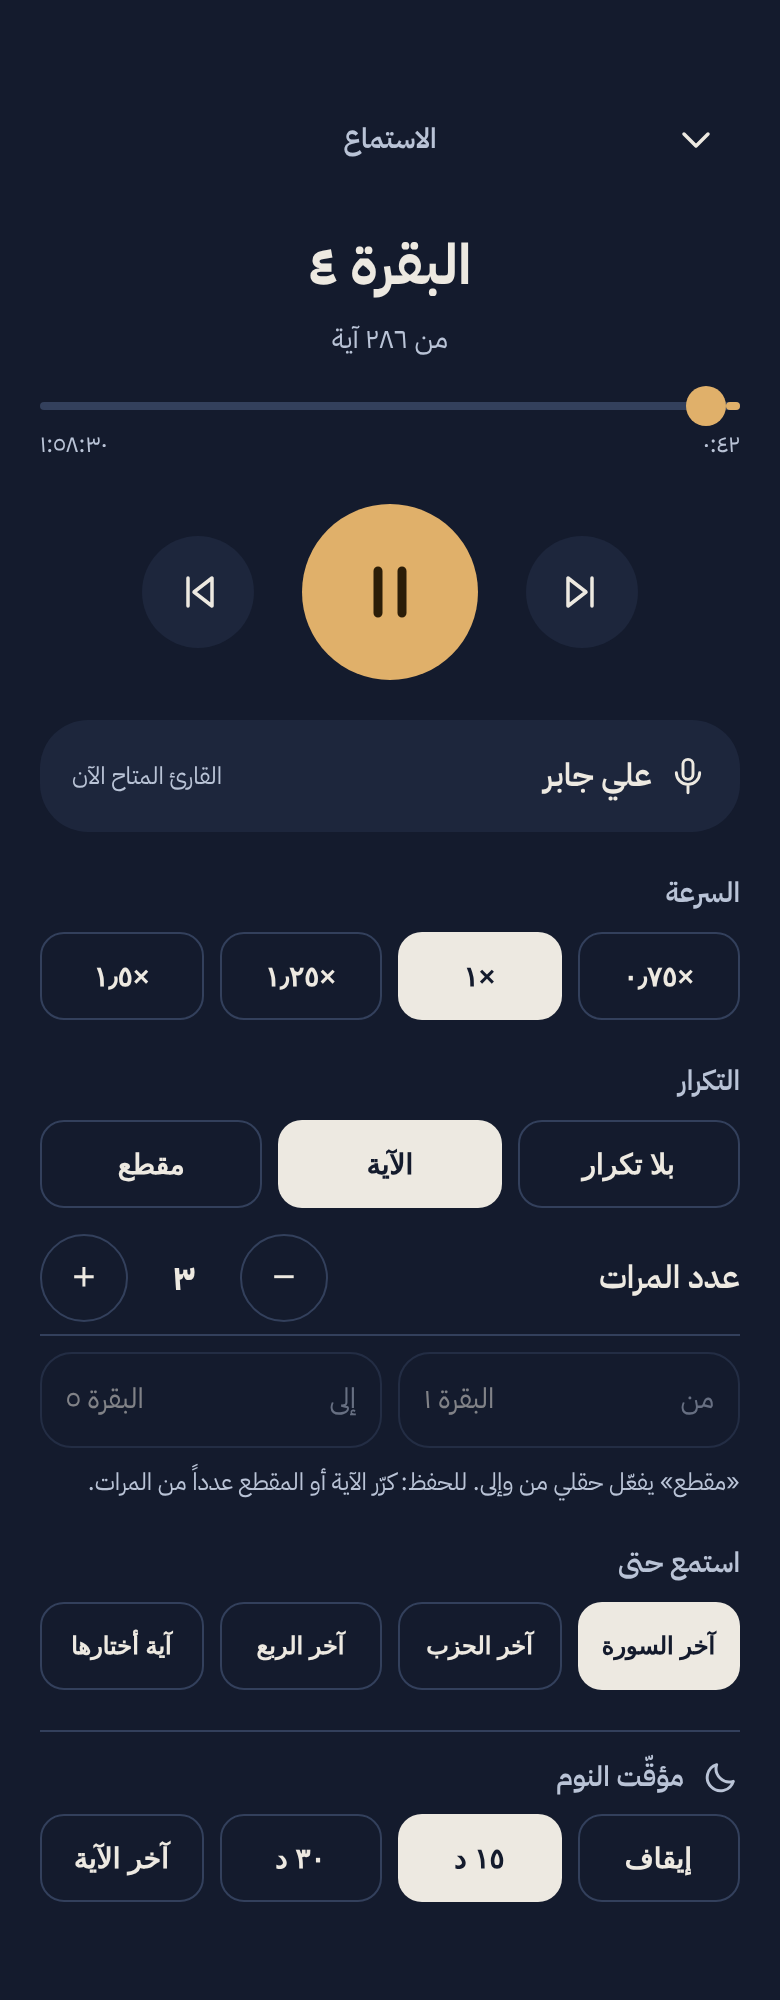 الاستماع
البقرة ٤
من ٢٨٦ آية
٠:٤٢
١:٥٨:٣٠
علي جابر
القارئ المتاح الآن
السرعة
×٠٫٧٥
×١
×١٫٢٥
×١٫٥
التكرار
بلا تكرار
الآية
مقطع
عدد المرات
−
٣
+
من
البقرة ١
إلى
البقرة ٥
«مقطع» يفعّل حقلي من وإلى. للحفظ: كرّر الآية أو المقطع عدداً من المرات.
استمع حتى
آخر السورة
آخر الحزب
آخر الربع
آية أختارها
مؤقّت النوم
إيقاف
١٥ د
٣٠ د
آخر الآية